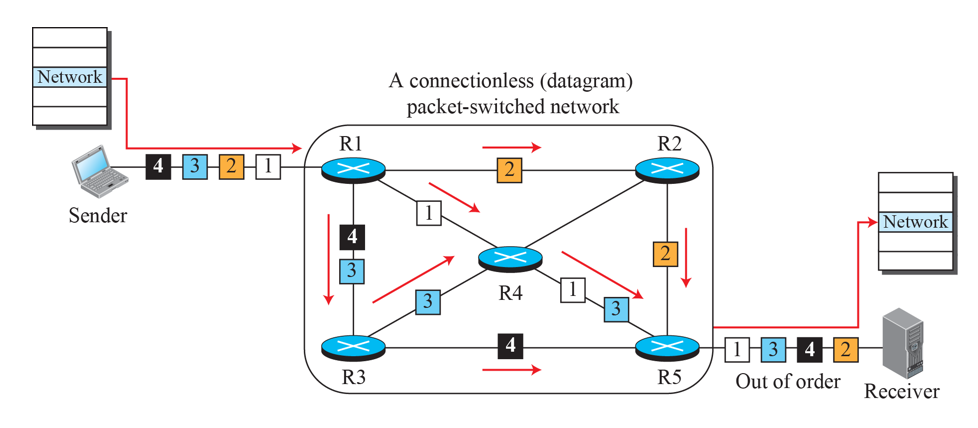 Network
A connectionless (datagram)
packet-switched network
R1
R2
4 3 2 1
2
Sender
1
Network
4
2
3
R4
1
3
3
4
1 3 4 2
R3
R5
Out of order
Receiver